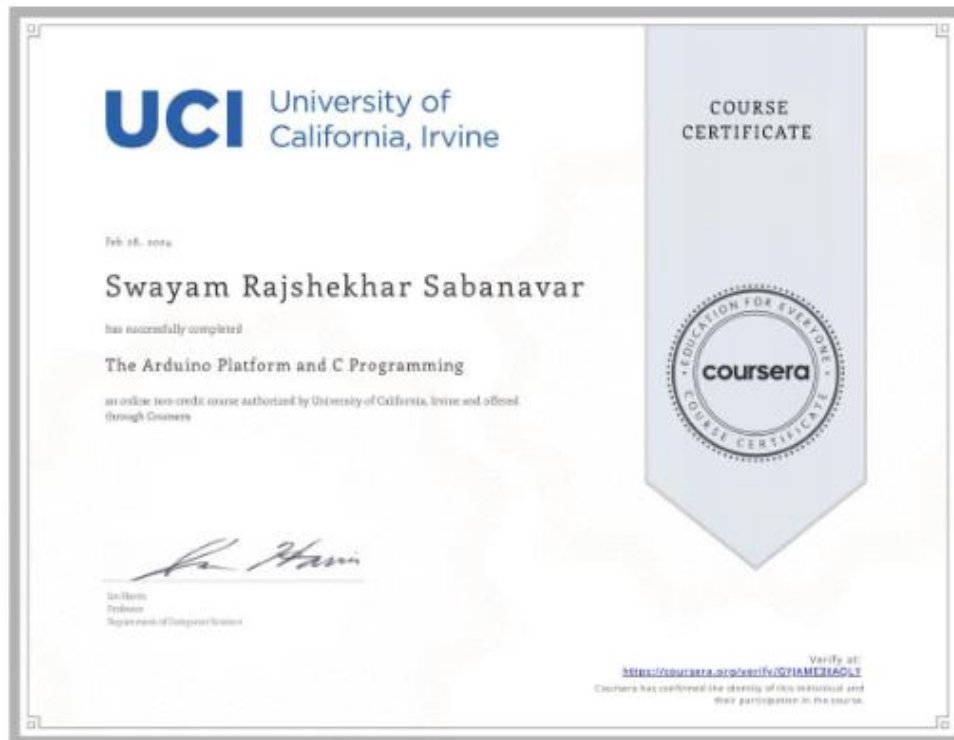 UCI University of
California, Irvine
COURSE
CERTIFICATE
Feb 28, 2024
Swayam Rajshekhar Sabanavar
has successfully completed
The Arduino Platform and C Programming
an online non-credit course authorized by University of California, Irvine and offered
through Coursera
EDUCATION FOR EVERYONE
coursera
COURSE CERTIFICATE
Ian Harris
Professor
Department of Computer Science
Verify at:
Coursera has confirmed the identity of this individual and
their participation in the course.